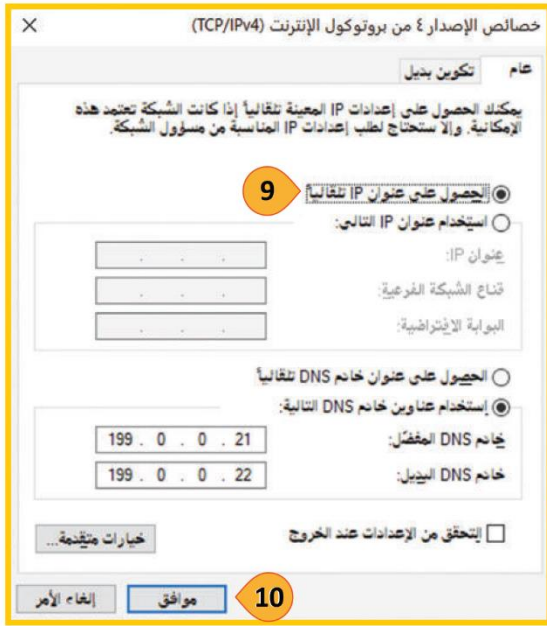 خصائص الإصدار ٤ من بروتوكول الإنترنت (TCP/IPv4)
عام
تكوين بديل
يمكنك الحصول على إعدادات IP المعينة تلقائياً إذا كانت الشبكة تعتمد هذه
الإمكانية. وإلا ستحتاج لطلب إعدادات IP المناسبة من مسؤول الشبكة.
الحصول على عنوان IP تلقائياً
9
استخدام عنوان IP التالي:
عنوان IP:
قناع الشبكة الفرعية:
البوابة الافتراضية:
الحصول على عنوان خادم DNS تلقائياً
إستخدام عناوين خادم DNS التالية:
خادم DNS المفضّل: 199 . 0 . 0 . 21
خادم DNS البديل: 199 . 0 . 0 . 22
التحقق من الإعدادات عند الخروج
خيارات متقدمة...
10
موافق
إلغاء الأمر